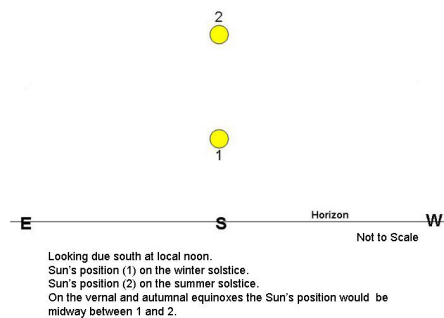 2
1
Horizon
E S W
Not to Scale
Looking due south at local noon.
Sun's position (1) on the winter solstice.
Sun's position (2) on the summer solstice.
On the vernal and autumnal equinoxes the Sun's position would be
midway between 1 and 2.